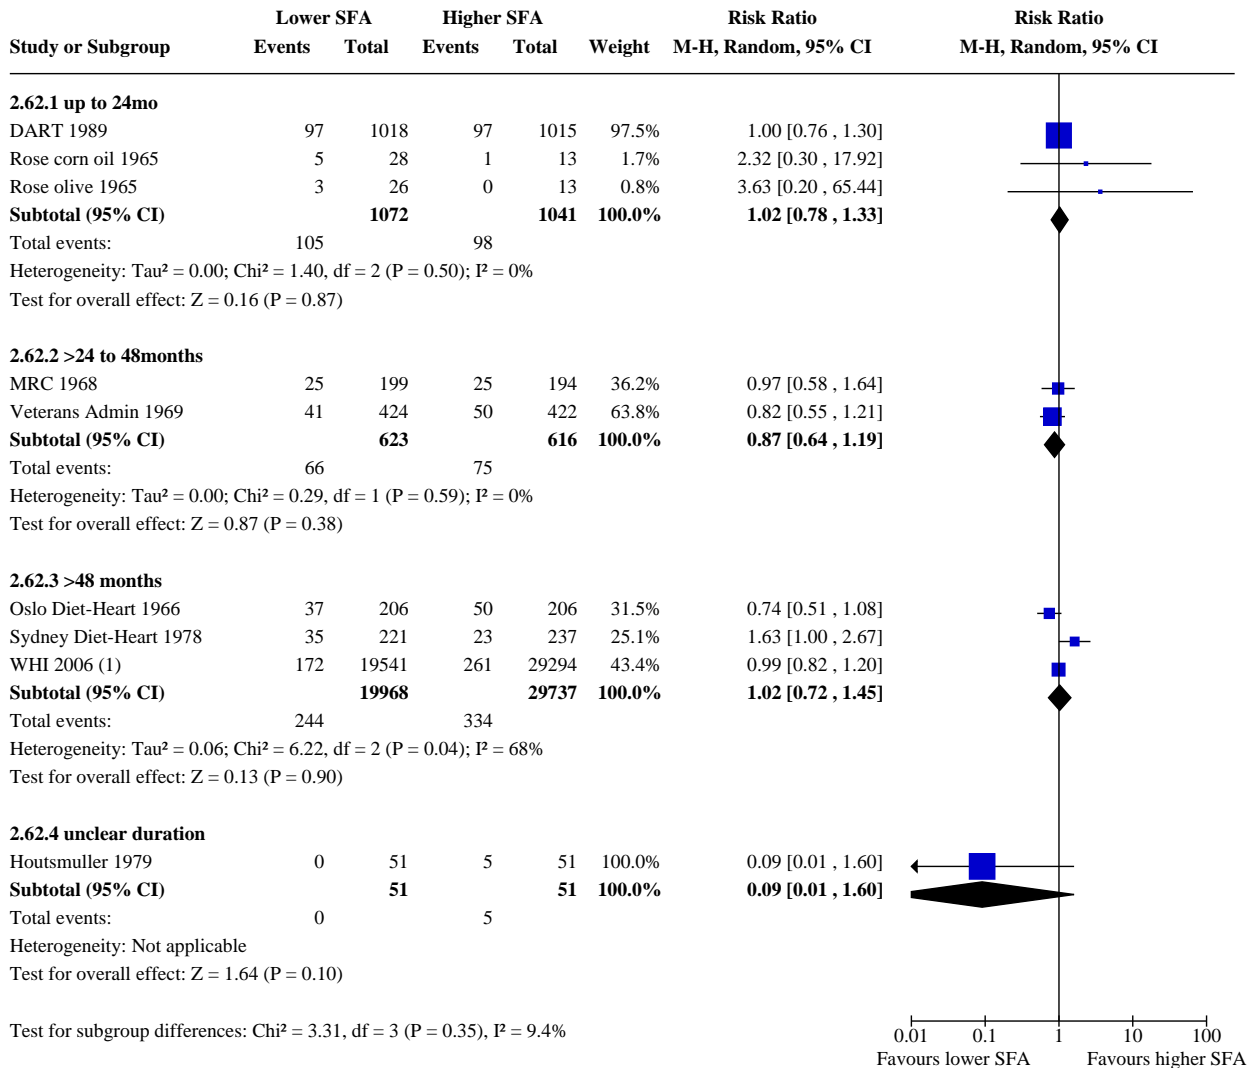 Lower SFA Higher SFA Risk Ratio Risk Ratio
Study or Subgroup Events Total Events Total Weight M-H, Random, 95% CI M-H, Random, 95% CI
2.62.1 up to 24mo
DART 1989 97 1018 97 1015 97.5% 1.00 [0.76 , 1.30]
Rose corn oil 1965 5 28 1 13 1.7% 2.32 [0.30 , 17.92]
Rose olive 1965 3 26 0 13 0.8% 3.63 [0.20 , 65.44]
Subtotal (95% CI) 1072 1041 100.0% 1.02 [0.78 , 1.33]
Total events: 105 98
Heterogeneity: Tau² = 0.00; Chi² = 1.40, df = 2 (P = 0.50); I² = 0%
Test for overall effect: Z = 0.16 (P = 0.87)
2.62.2 >24 to 48months
MRC 1968 25 199 25 194 36.2% 0.97 [0.58 , 1.64]
Veterans Admin 1969 41 424 50 422 63.8% 0.82 [0.55 , 1.21]
Subtotal (95% CI) 623 616 100.0% 0.87 [0.64 , 1.19]
Total events: 66 75
Heterogeneity: Tau² = 0.00; Chi² = 0.29, df = 1 (P = 0.59); I² = 0%
Test for overall effect: Z = 0.87 (P = 0.38)
2.62.3 >48 months
Oslo Diet-Heart 1966 37 206 50 206 31.5% 0.74 [0.51 , 1.08]
Sydney Diet-Heart 1978 35 221 23 237 25.1% 1.63 [1.00 , 2.67]
WHI 2006 (1) 172 19541 261 29294 43.4% 0.99 [0.82 , 1.20]
Subtotal (95% CI) 19968 29737 100.0% 1.02 [0.72 , 1.45]
Total events: 244 334
Heterogeneity: Tau² = 0.06; Chi² = 6.22, df = 2 (P = 0.04); I² = 68%
Test for overall effect: Z = 0.13 (P = 0.90)
2.62.4 unclear duration
Houtsmuller 1979 0 51 5 51 100.0% 0.09 [0.01 , 1.60]
Subtotal (95% CI) 51 51 100.0% 0.09 [0.01 , 1.60]
Total events: 0 5
Heterogeneity: Not applicable
Test for overall effect: Z = 1.64 (P = 0.10)
Test for subgroup differences: Chi² = 3.31, df = 3 (P = 0.35), I² = 9.4%
0.01 0.1 1 10 100
Favours lower SFA Favours higher SFA